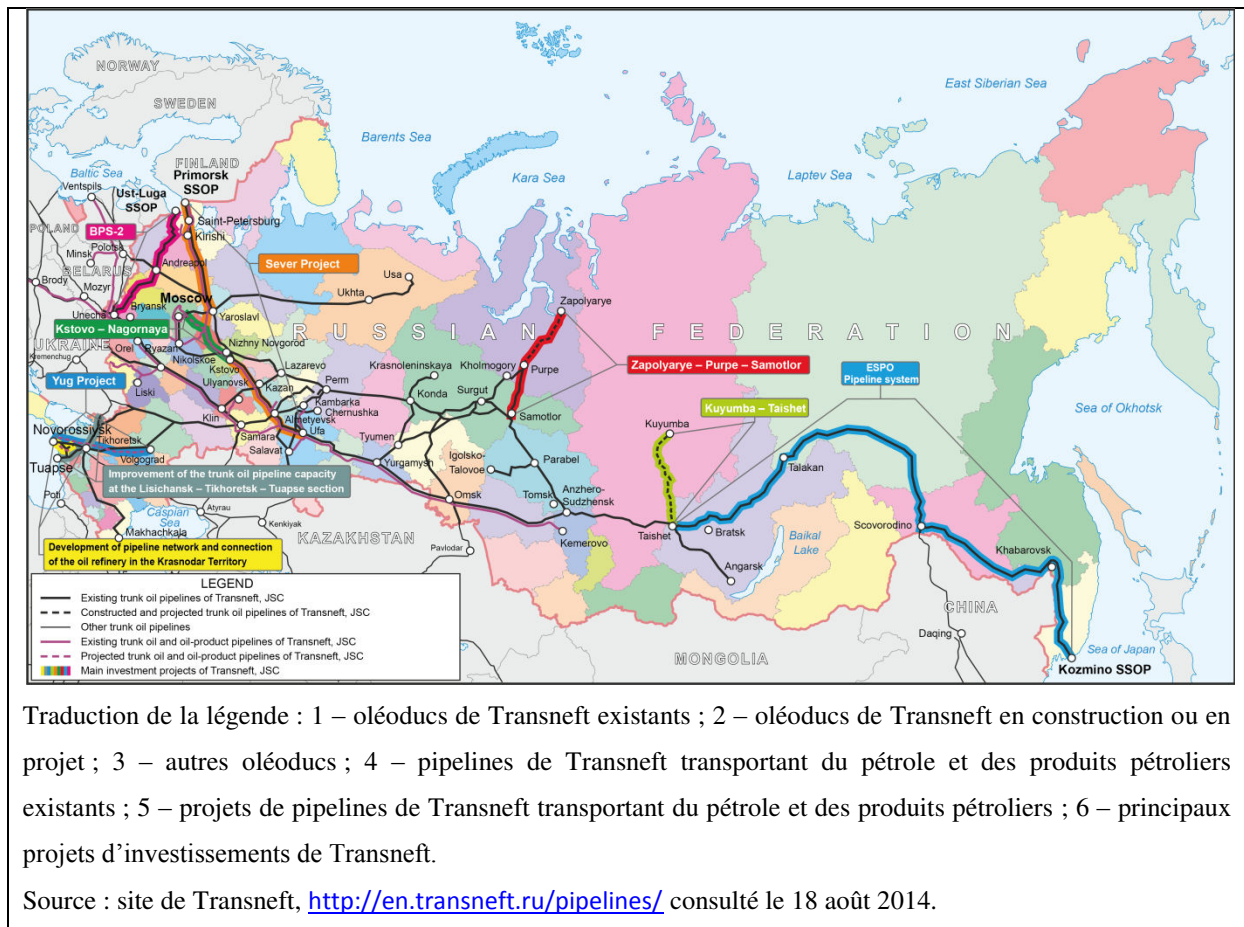 NORWAY
SWEDEN
FINLAND
Barents Sea
Kara Sea
Laptev Sea
East Siberian Sea
Baltic Sea
Ventspils
Primorsk
SSOP
Ust-Luga
SSOP
Saint-Petersburg
Kirishi
POLAND
BPS-2
Polotsk
Minsk
BELARUS
Andreapol
Brody
Mozyr
Unecha
Bryansk
Moscow
Sever Project
Usa
Ukhta
Yaroslavl
Zapolyarye
RUSSIAN FEDERATION
Kstovo – Nagornaya
UKRAINE
Kremenchug
Orel
Ryazan
Nikolskoe
Nizhny Novgorod
Kstovo
Lazarevo
Ulyanovsk
Kazan
Perm
Kambarka
Chernushka
Krasnoleninskaya
Kholmogory
Purpe
Surgut
Konda
Samotlor
Zapolyarye – Purpe – Samotlor
ESPO
Pipeline system
Kuyumba – Taishet
Kuyumba
Sea of Okhotsk
Yug Project
Liski
Klin
Samara
Almetyevsk
Ufa
Salavat
Tyumen
Yurgamysh
Igolsko-
Talovoe
Parabel
Tomsk
Anzhero-
Sudzhensk
Omsk
Kemerovo
Taishet
Bratsk
Angarsk
Baikal
Lake
Talakan
Scovorodino
Khabarovsk
Novorossiysk
Tikhoretsk
Tuapse
Volgograd
Improvement of the trunk oil pipeline capacity
at the Lisichansk – Tikhoretsk – Tuapse section
Poti
Caspian
Sea
Atyrau
Kenkiyak
Makhachkala
KAZAKHSTAN
Pavlodar
MONGOLIA
CHINA
Daqing
Sea of Japan
Kozmino SSOP
Development of pipeline network and connection
of the oil refinery in the Krasnodar Territory
LEGEND
Existing trunk oil pipelines of Transneft, JSC
Constructed and projected trunk oil pipelines of Transneft, JSC
Other trunk oil pipelines
Existing trunk oil and oil-product pipelines of Transneft, JSC
Projected trunk oil and oil-product pipelines of Transneft, JSC
Main investment projects of Transneft, JSC
Traduction de la légende : 1 – oléoducs de Transneft existants ; 2 – oléoducs de Transneft en construction ou en
projet ; 3 – autres oléoducs ; 4 – pipelines de Transneft transportant du pétrole et des produits pétroliers
existants ; 5 – projets de pipelines de Transneft transportant du pétrole et des produits pétroliers ; 6 – principaux
projets d’investissements de Transneft.
Source : site de Transneft, http://en.transneft.ru/pipelines/ consulté le 18 août 2014.